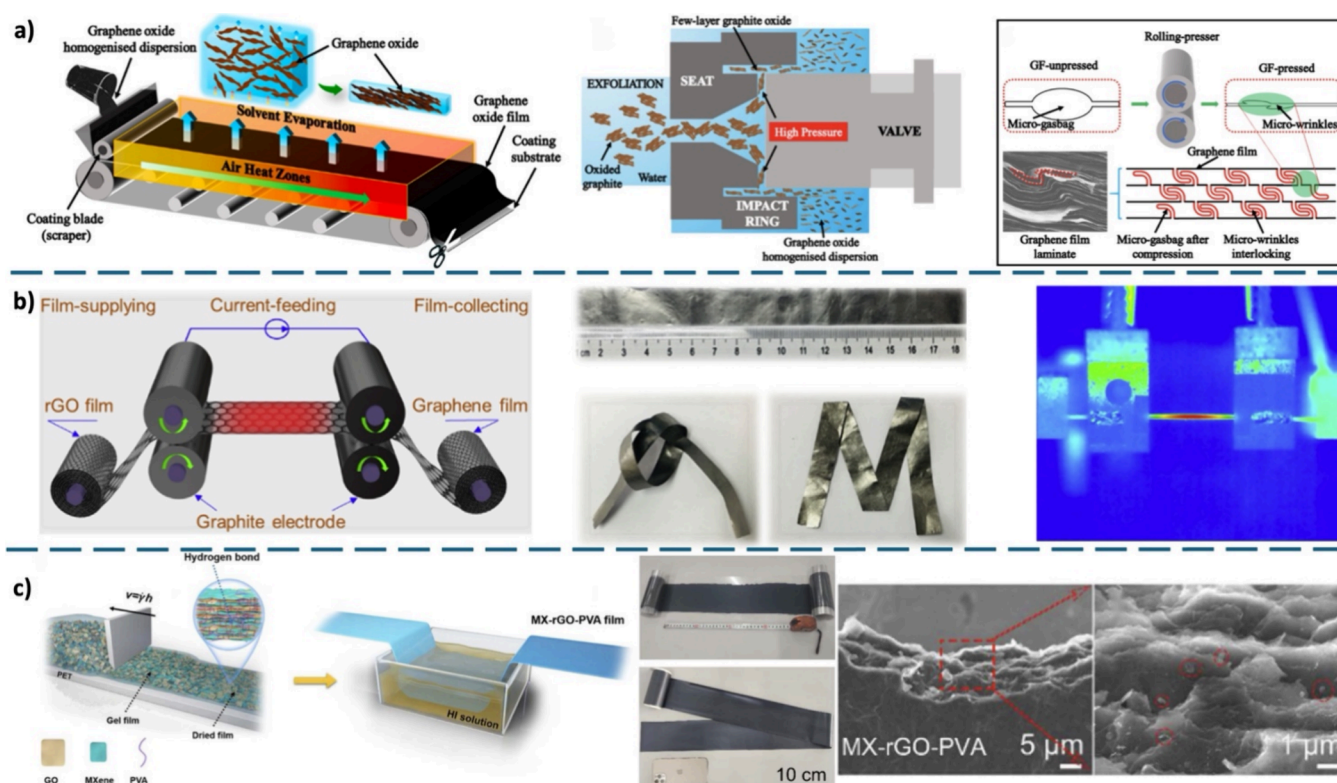 a)
Graphene oxide
homogenised dispersion
Graphene oxide
Solvent Evaporation
Air Heat Zones
Graphene
oxide film
Coating
substrate
Coating blade
(scraper)
Few-layer graphite oxide
EXFOLIATION
SEAT
High Pressure
VALVE
Oxided
graphite
Water
IMPACT
RING
Graphene oxide
homogenised dispersion
Rolling-presser
GF-unpressed
GF-pressed
Micro-gasbag
Micro-wrinkles
Graphene film
Graphene film
laminate
Micro-gasbag after
compression
Micro-wrinkles
interlocking
b)
Film-supplying
Current-feeding
Film-collecting
rGO film
Graphene film
Graphite electrode
cm 2 3 4 5 6 7 8 9 10 11 12 13 14 15 16 17 18
c)
Hydrogen bond
v=γ̇h
PET
Gel film
Dried film
GO
MXene
PVA
MX-rGO-PVA film
HI solution
10 cm
MX-rGO-PVA
5 μm
1 μm